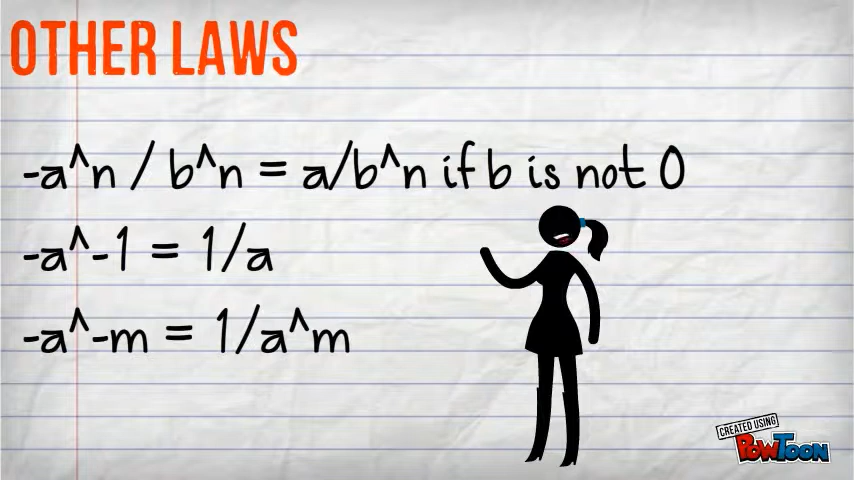 OTHER LAWS
-a^n / b^n = a/b^n if b is not 0
-a^-1 = 1/a
-a^-m = 1/a^m
CREATED USING
POWTOON